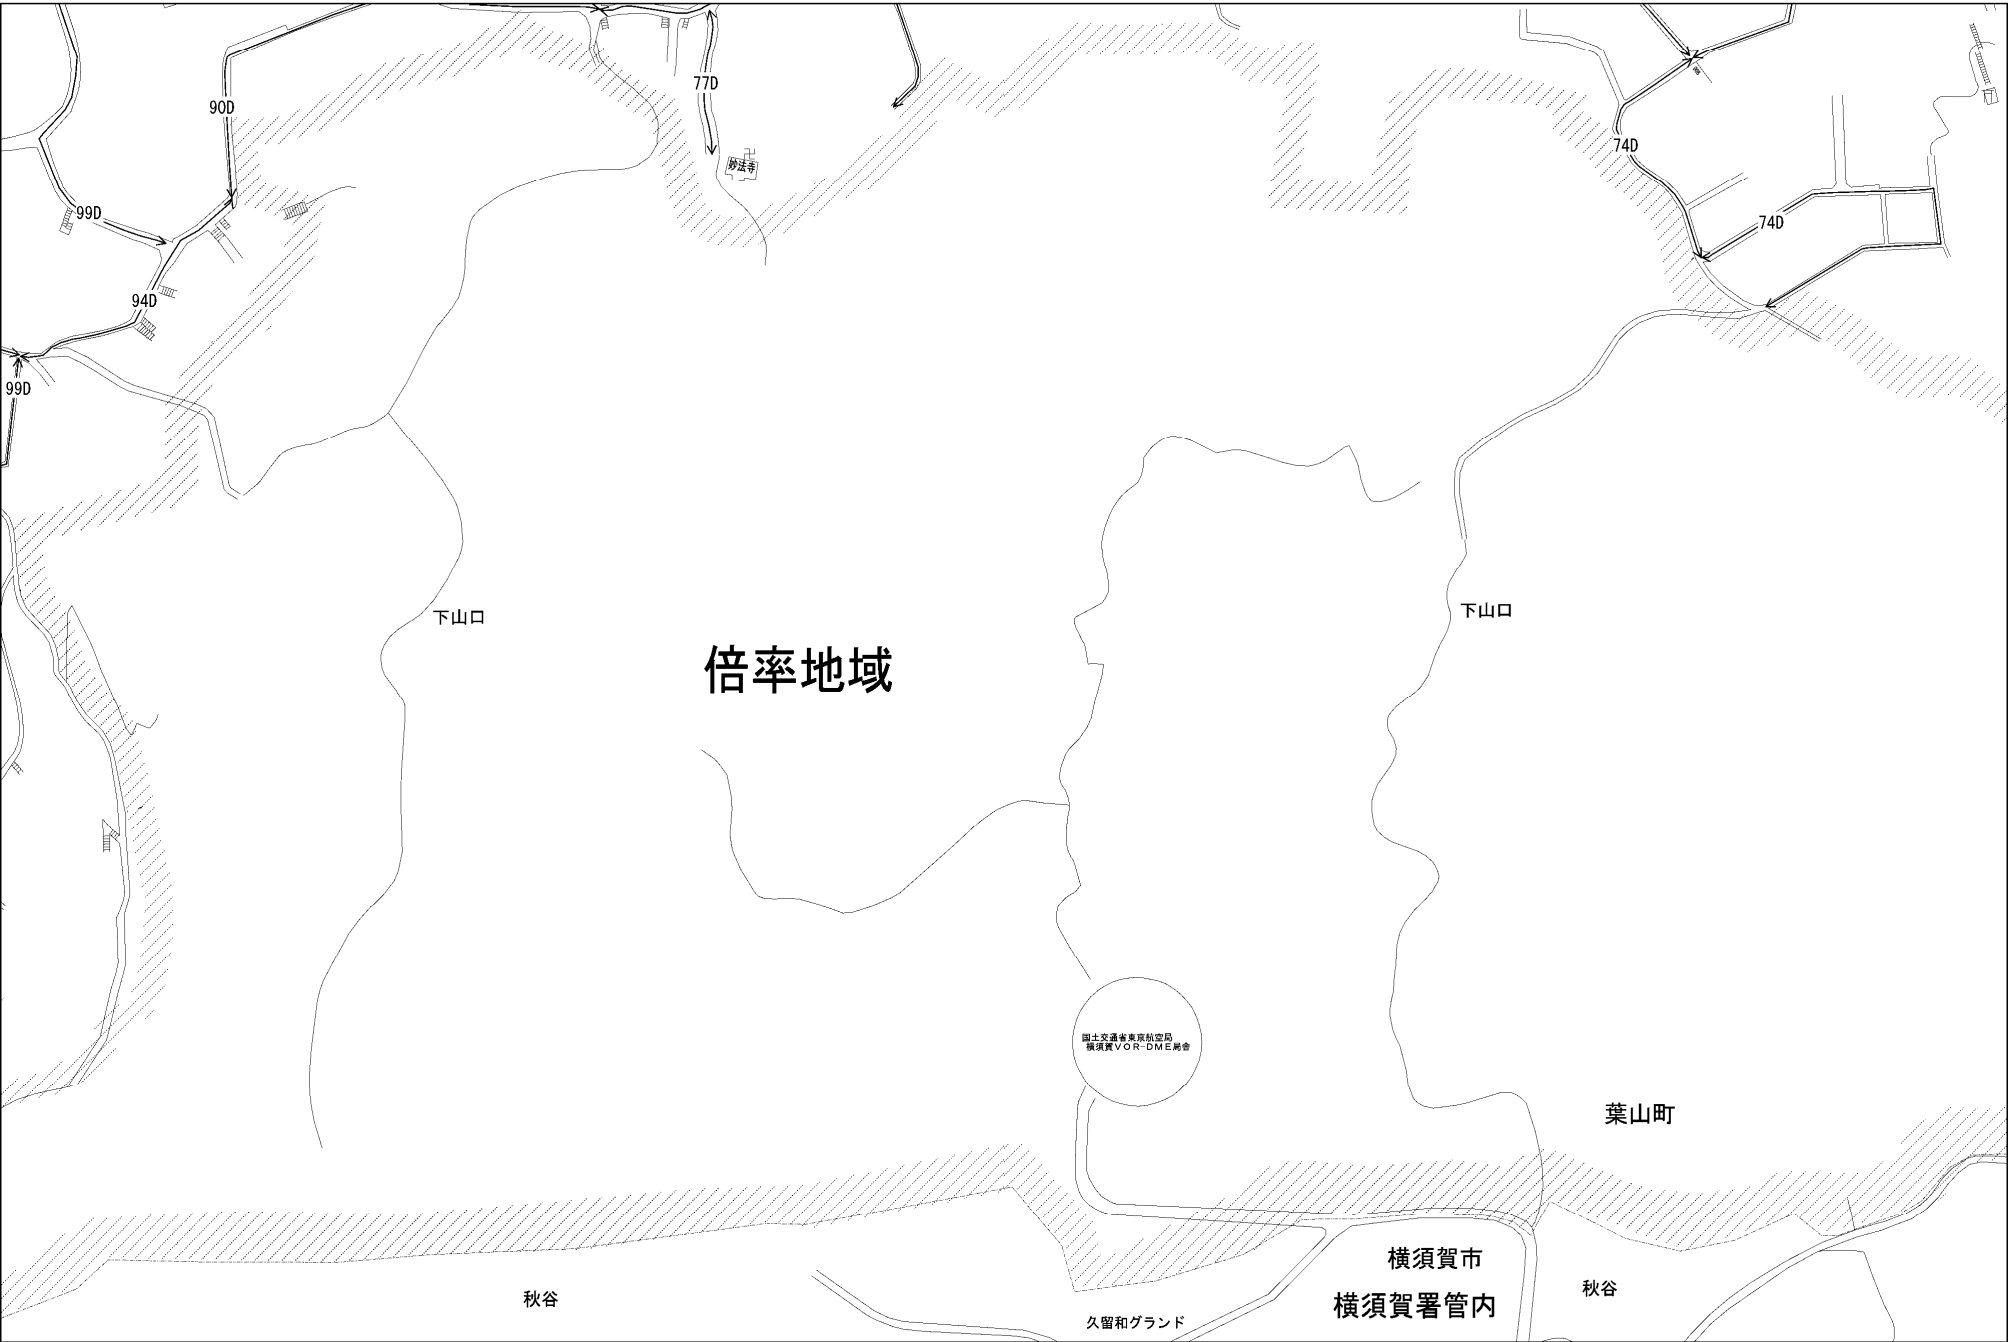 77D
90D
74D
妙法寺
99D
74D
94D
99D
下山口
下山口
倍率地域
国土交通省東京航空局
横須賀VOR-DME局舎
葉山町
横須賀市
秋谷
秋谷
横須賀署管内
久留和グランド